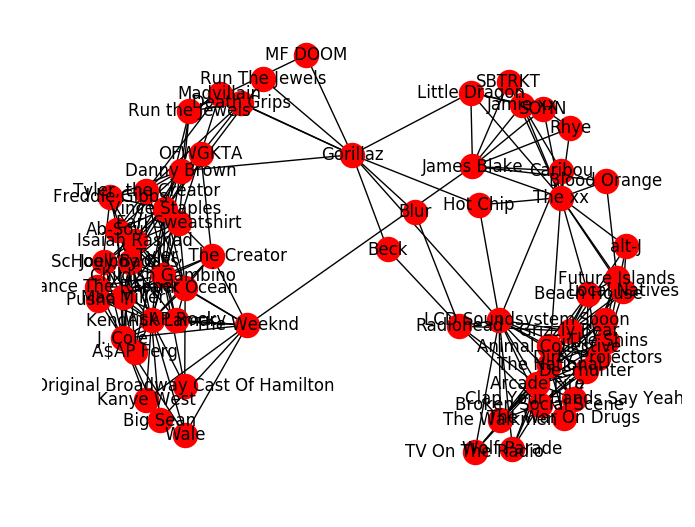 MF DOOM
Run The Jewels
SBTRKT
Madvillain
Little Dragon
Death Grips
Jamie xx
SOHN
Run the Jewels
Rhye
OFWGKTA
Gorillaz
Danny Brown
James Blake
Caribou
Blood Orange
Tyler, the Creator
Freddie Gibbs
The xx
Hot Chip
Vince Staples
Blur
Earl Sweatshirt
Ab-Soul
Isaiah Rashad
alt-J
Beck
The Creator
ScHoolboy Q
Joey Bada$$
Childish Gambino
Future Islands
Frank Ocean
Local Natives
Beach House
Mac Miller
Pusha T
Kendrick Lamar
A$AP Rocky
The Weeknd
Radiohead
LCD Soundsystem
Spoon
Grizzly Bear
J. Cole
The Shins
Animal Collective
A$AP Ferg
Dirty Projectors
The National
Deerhunter
Arcade Fire
Original Broadway Cast Of Hamilton
Kanye West
Clap Your Hands Say Yeah
Broken Social Scene
Big Sean
The Walkmen
The War On Drugs
Wale
TV On The Radio
Wolf Parade